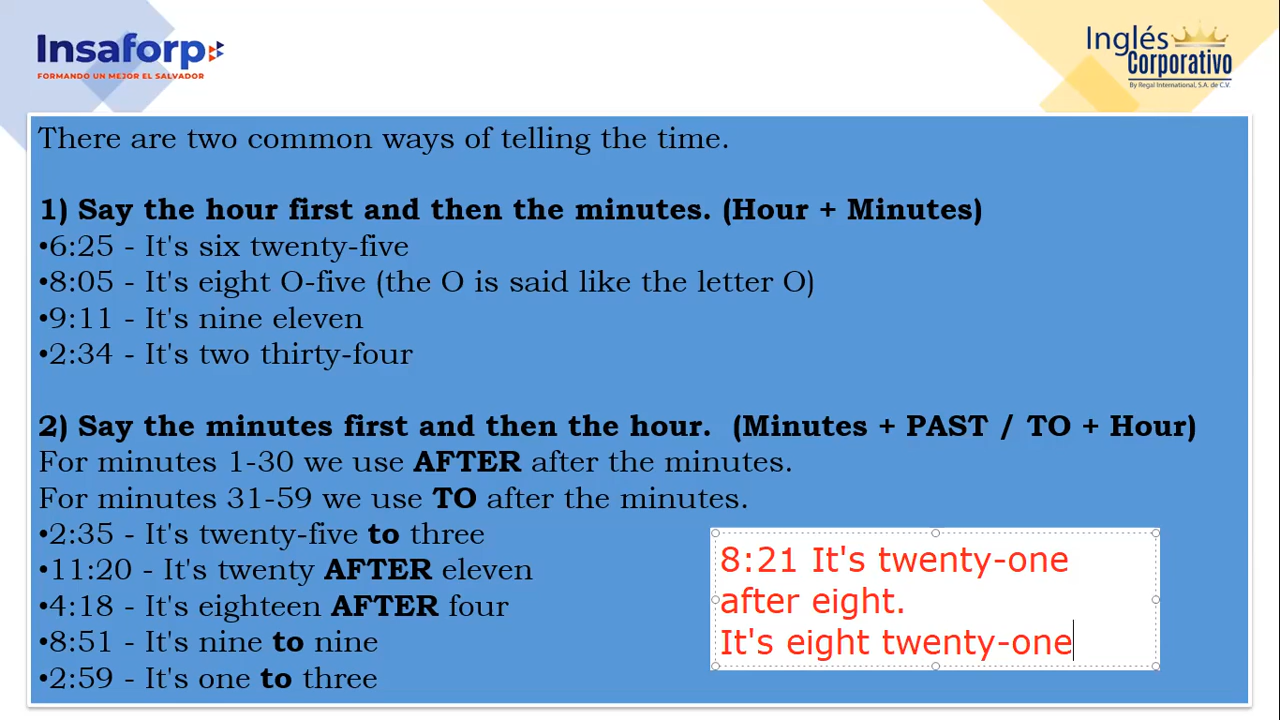 Insaforp
FORMANDO UN MEJOR EL SALVADOR
Inglés
Corporativo
By Regal International, S.A. de C.V.
There are two common ways of telling the time.
1) Say the hour first and then the minutes. (Hour + Minutes)
•6:25 - It's six twenty-five
•8:05 - It's eight O-five (the O is said like the letter O)
•9:11 - It's nine eleven
•2:34 - It's two thirty-four
2) Say the minutes first and then the hour.  (Minutes + PAST / TO + Hour)
For minutes 1-30 we use AFTER after the minutes.
For minutes 31-59 we use TO after the minutes.
•2:35 - It's twenty-five to three
•11:20 - It's twenty AFTER eleven
•4:18 - It's eighteen AFTER four
•8:51 - It's nine to nine
•2:59 - It's one to three
8:21 It's twenty-one
after eight.
It's eight twenty-one